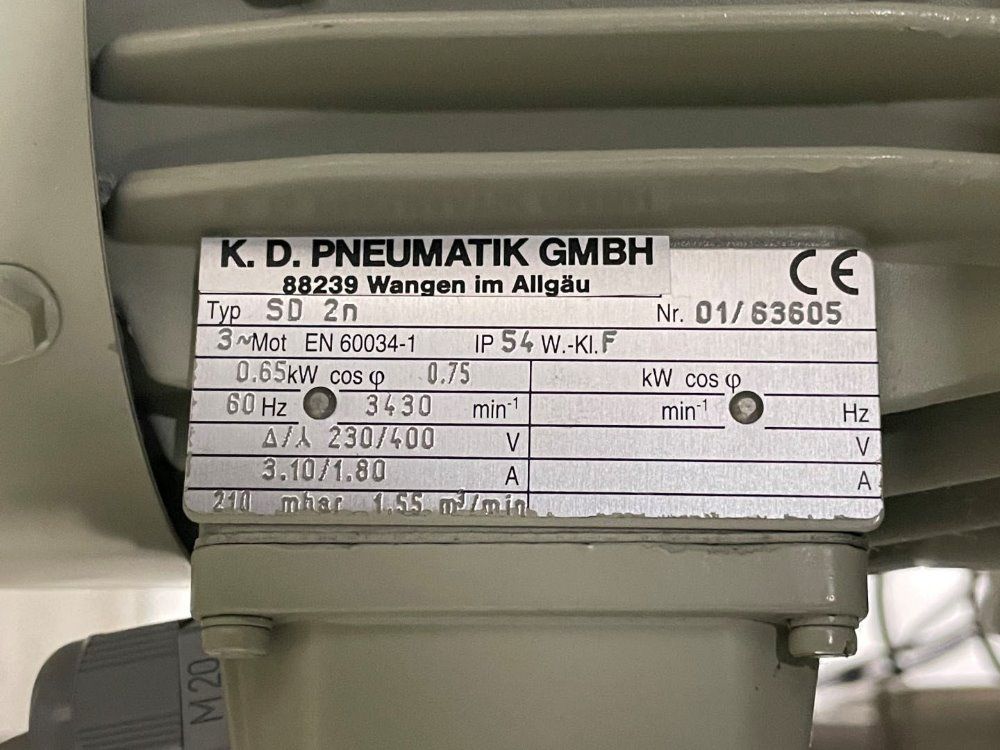 K. D. PNEUMATIK GMBH
88239 Wangen im Allgäu
CE
Typ SD 2n Nr. 01/63605
3~Mot EN 60034-1 IP 54 W.-Kl. F
0.65 kW cos φ 0.75 kW cos φ
60 Hz 3430 min⁻¹ min⁻¹ Hz
Δ/⅄ 230/400 V V
3.10/1.80 A A
210 mbar 1.55 m³/min
M20